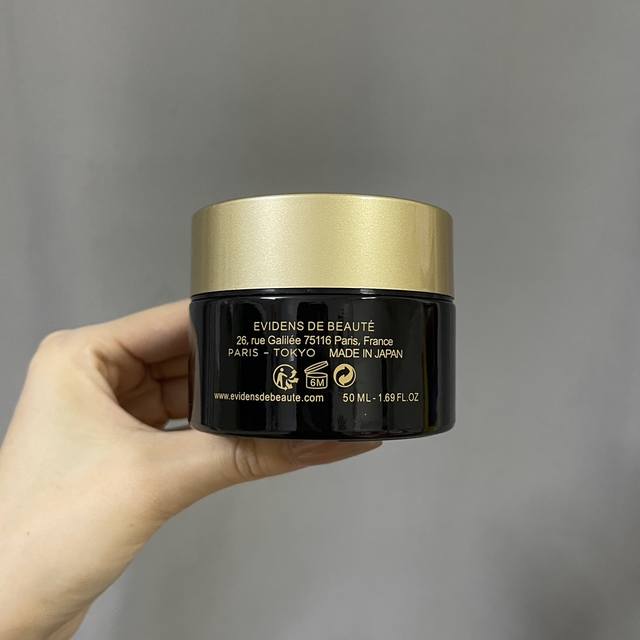 EVIDENS DE BEAUTÉ
26, rue Galilée 75116 Paris, France
PARIS - TOKYO MADE IN JAPAN
6M
www.evidensdebeaute.com 50 ML - 1.69 FL.OZ